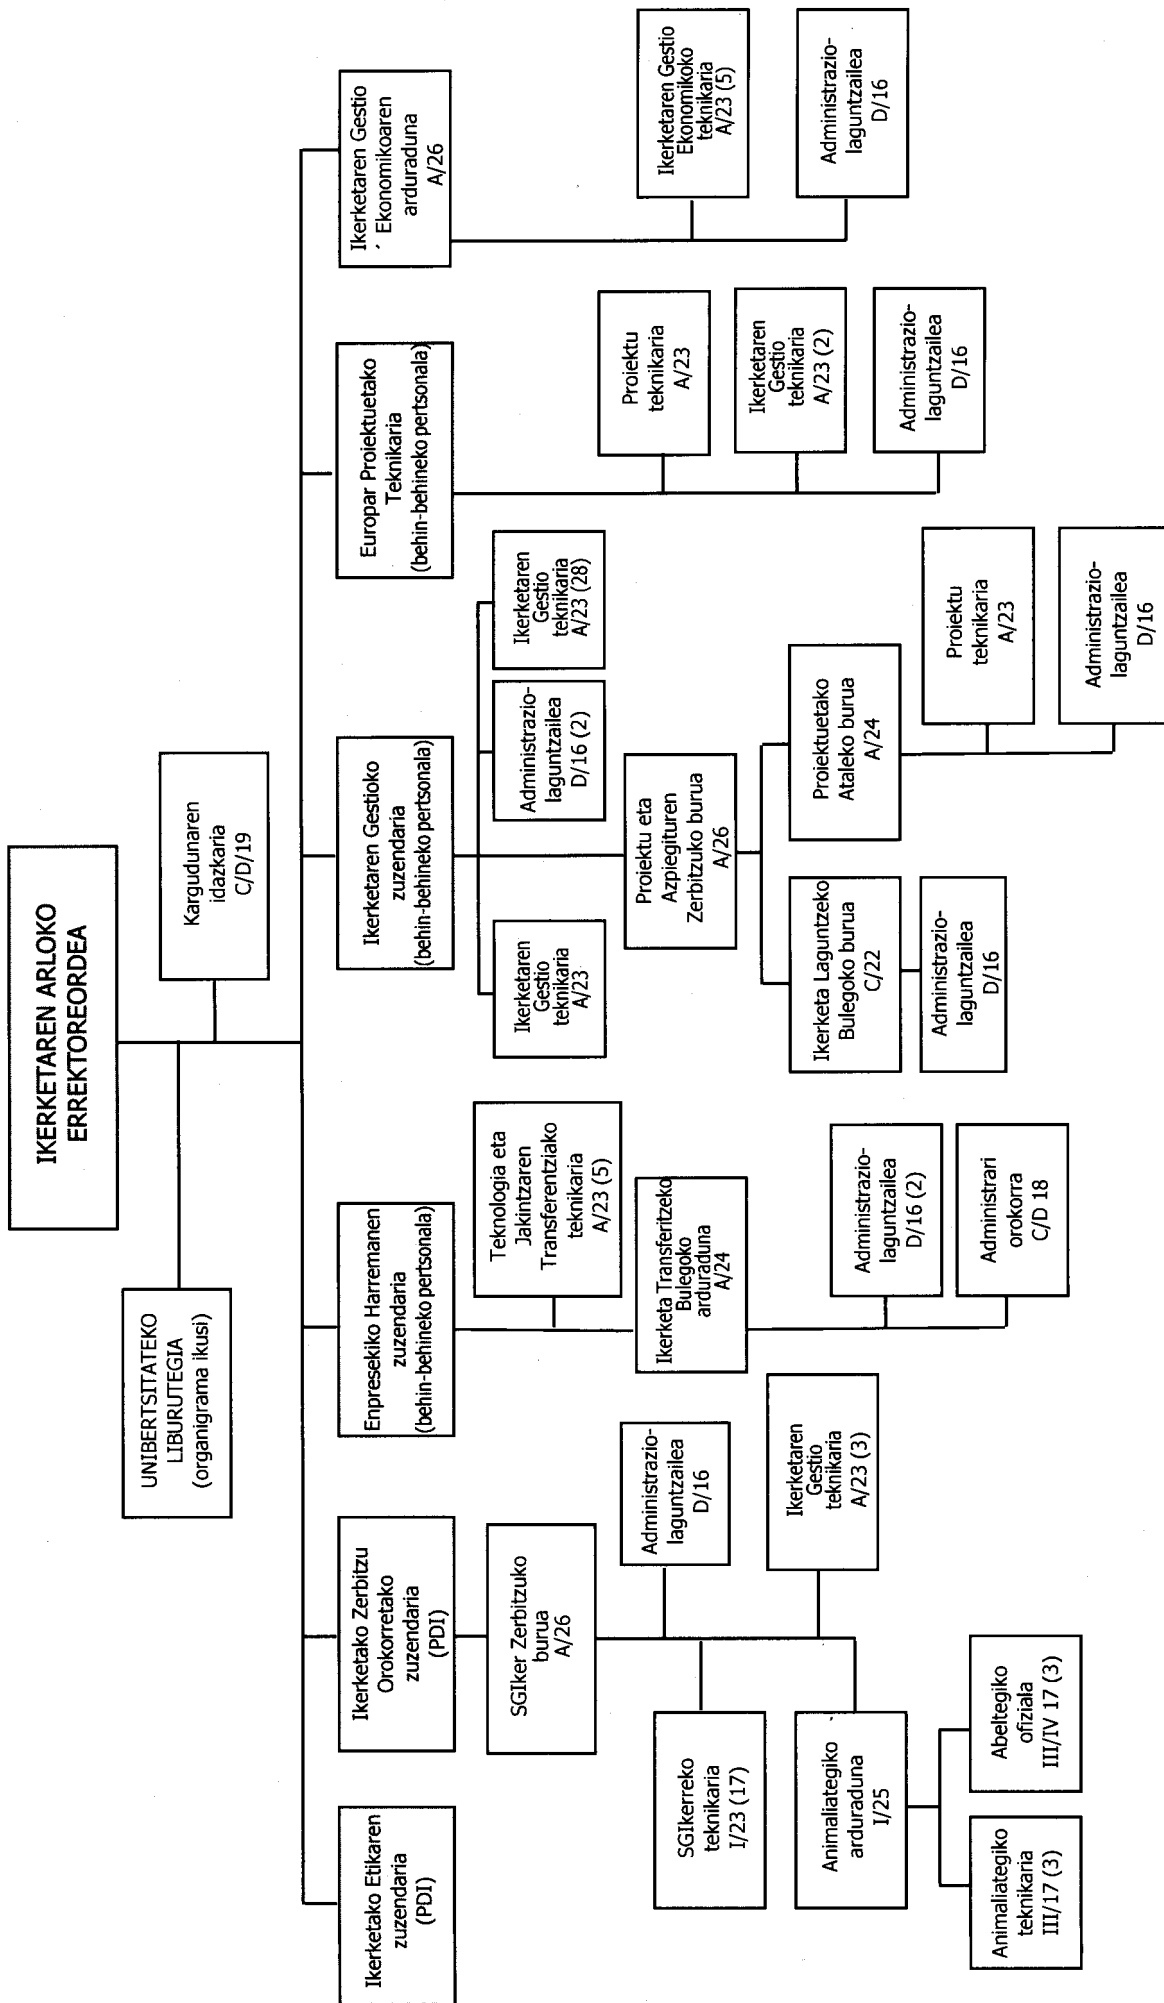 IKERKETAREN ARLOKO
ERREKTOREORDEA
Kargudunaren
idazkaria
C/D/19
UNIBERTSITATEKO
LIBURUTEGIA
(organigrama ikusi)
Ikerketako Etikaren
zuzendaria
(PDI)
Ikerketako Zerbitzu
Orokorretako
zuzendaria
(PDI)
SGIker Zerbitzuko
burua
A/26
Administrazio-
laguntzailea
D/16
SGIkerreko
teknikaria
I/23 (17)
Ikerketaren
Gestio
teknikaria
A/23 (3)
Animaliategiko
arduraduna
I/25
Animaliategiko
teknikaria
III/17 (3)
Abeltegiko
ofiziala
III/IV 17 (3)
Enpresekiko Harremanen
zuzendaria
(behin-behineko pertsonala)
Teknologia eta
Jakintzaren
Transferentziako
teknikaria
A/23 (5)
Ikerketa Transferitzeko
Bulegoko
arduraduna
A/24
Administrazio-
laguntzailea
D/16 (2)
Administrari
orokorra
C/D 18
Ikerketaren Gestioko
zuzendaria
(behin-behineko pertsonala)
Ikerketaren
Gestio
teknikaria
A/23
Administrazio-
laguntzailea
D/16 (2)
Ikerketaren
Gestio
teknikaria
A/23 (28)
Proiektu eta
Azpiegituren
Zerbitzuko burua
A/26
Ikerketa Laguntzeko
Bulegoko burua
C/22
Administrazio-
laguntzailea
D/16
Proiektuetako
Ataleko burua
A/24
Proiektu
teknikaria
A/23
Administrazio-
laguntzailea
D/16
Europar Proiektuetako
Teknikaria
(behin-behineko pertsonala)
Proiektu
teknikaria
A/23
Ikerketaren
Gestio
teknikaria
A/23 (2)
Administrazio-
laguntzailea
D/16
Ikerketaren Gestio
Ekonomikoaren
arduraduna
A/26
Ikerketaren Gestio
Ekonomikoko
teknikaria
A/23 (5)
Administrazio-
laguntzailea
D/16